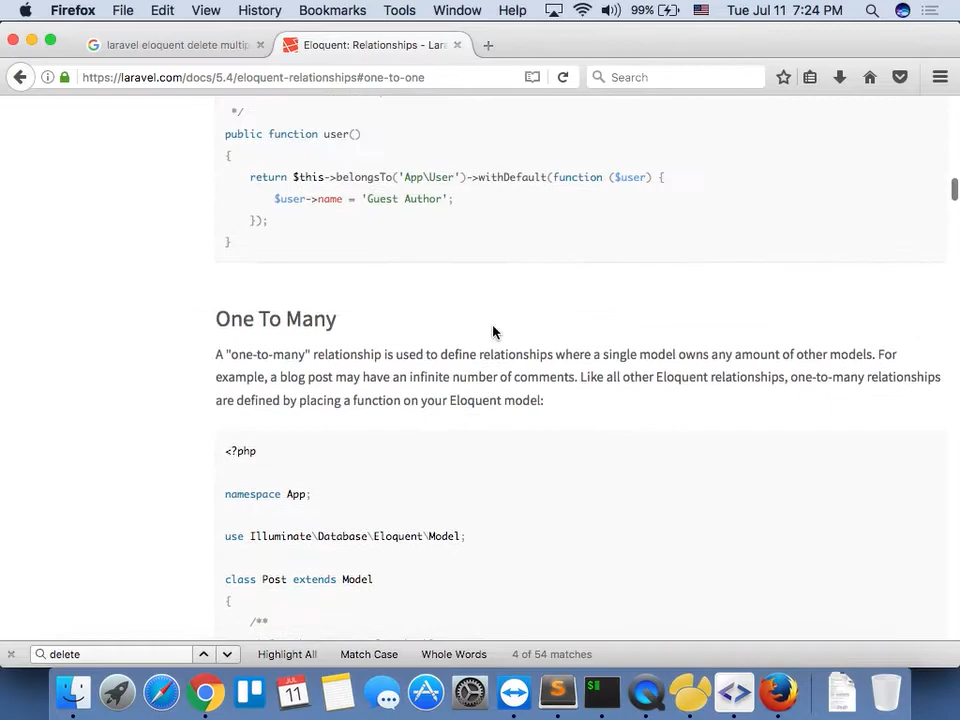 Firefox File Edit View History Bookmarks Tools Window Help 99% Tue Jul 11 7:24 PM
laravel eloquent delete multip Eloquent: Relationships - Lar
https://laravel.com/docs/5.4/eloquent-relationships#one-to-one Search
*/
public function user()
{
return $this->belongsTo('App\User')->withDefault(function ($user) {
$user->name = 'Guest Author';
});
}
One To Many
A "one-to-many" relationship is used to define relationships where a single model owns any amount of other models. For
example, a blog post may have an infinite number of comments. Like all other Eloquent relationships, one-to-many relationships
are defined by placing a function on your Eloquent model:
<?php
namespace App;
use Illuminate\Database\Eloquent\Model;
class Post extends Model
{
/**
delete Highlight All Match Case Whole Words 4 of 54 matches
JUL
11